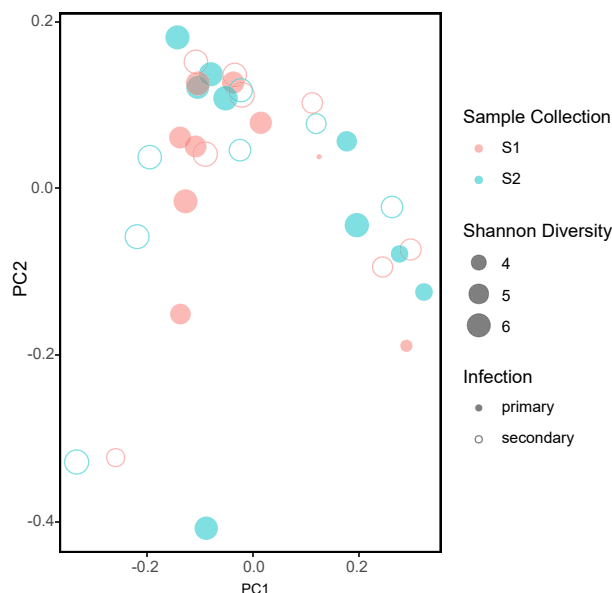 0.2
0.0
-0.2
-0.4
PC2
-0.2
0.0
0.2
PC1
Sample Collection
S1
S2
Shannon Diversity
4
5
6
Infection
primary
secondary